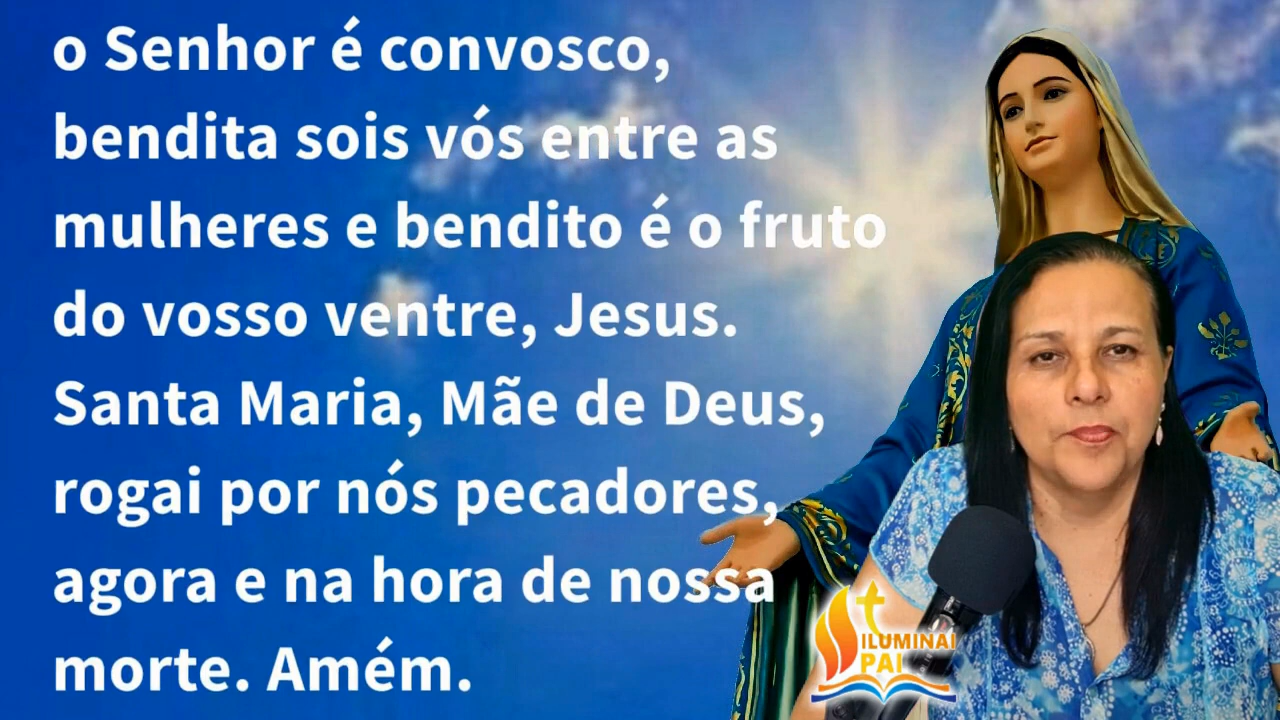 o Senhor é convosco,
bendita sois vós entre as
mulheres e bendito é o fruto
do vosso ventre, Jesus.
Santa Maria, Mãe de Deus,
rogai por nós pecadores,
agora e na hora de nossa
morte. Amém.
ILUMINAI
PAI